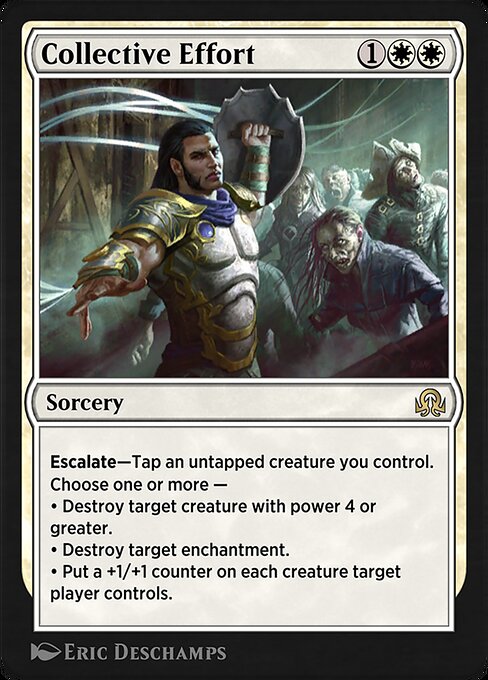 Collective Effort 1
Sorcery
Escalate—Tap an untapped creature you control.
Choose one or more —
• Destroy target creature with power 4 or
greater.
• Destroy target enchantment.
• Put a +1/+1 counter on each creature target
player controls.
Eric Deschamps